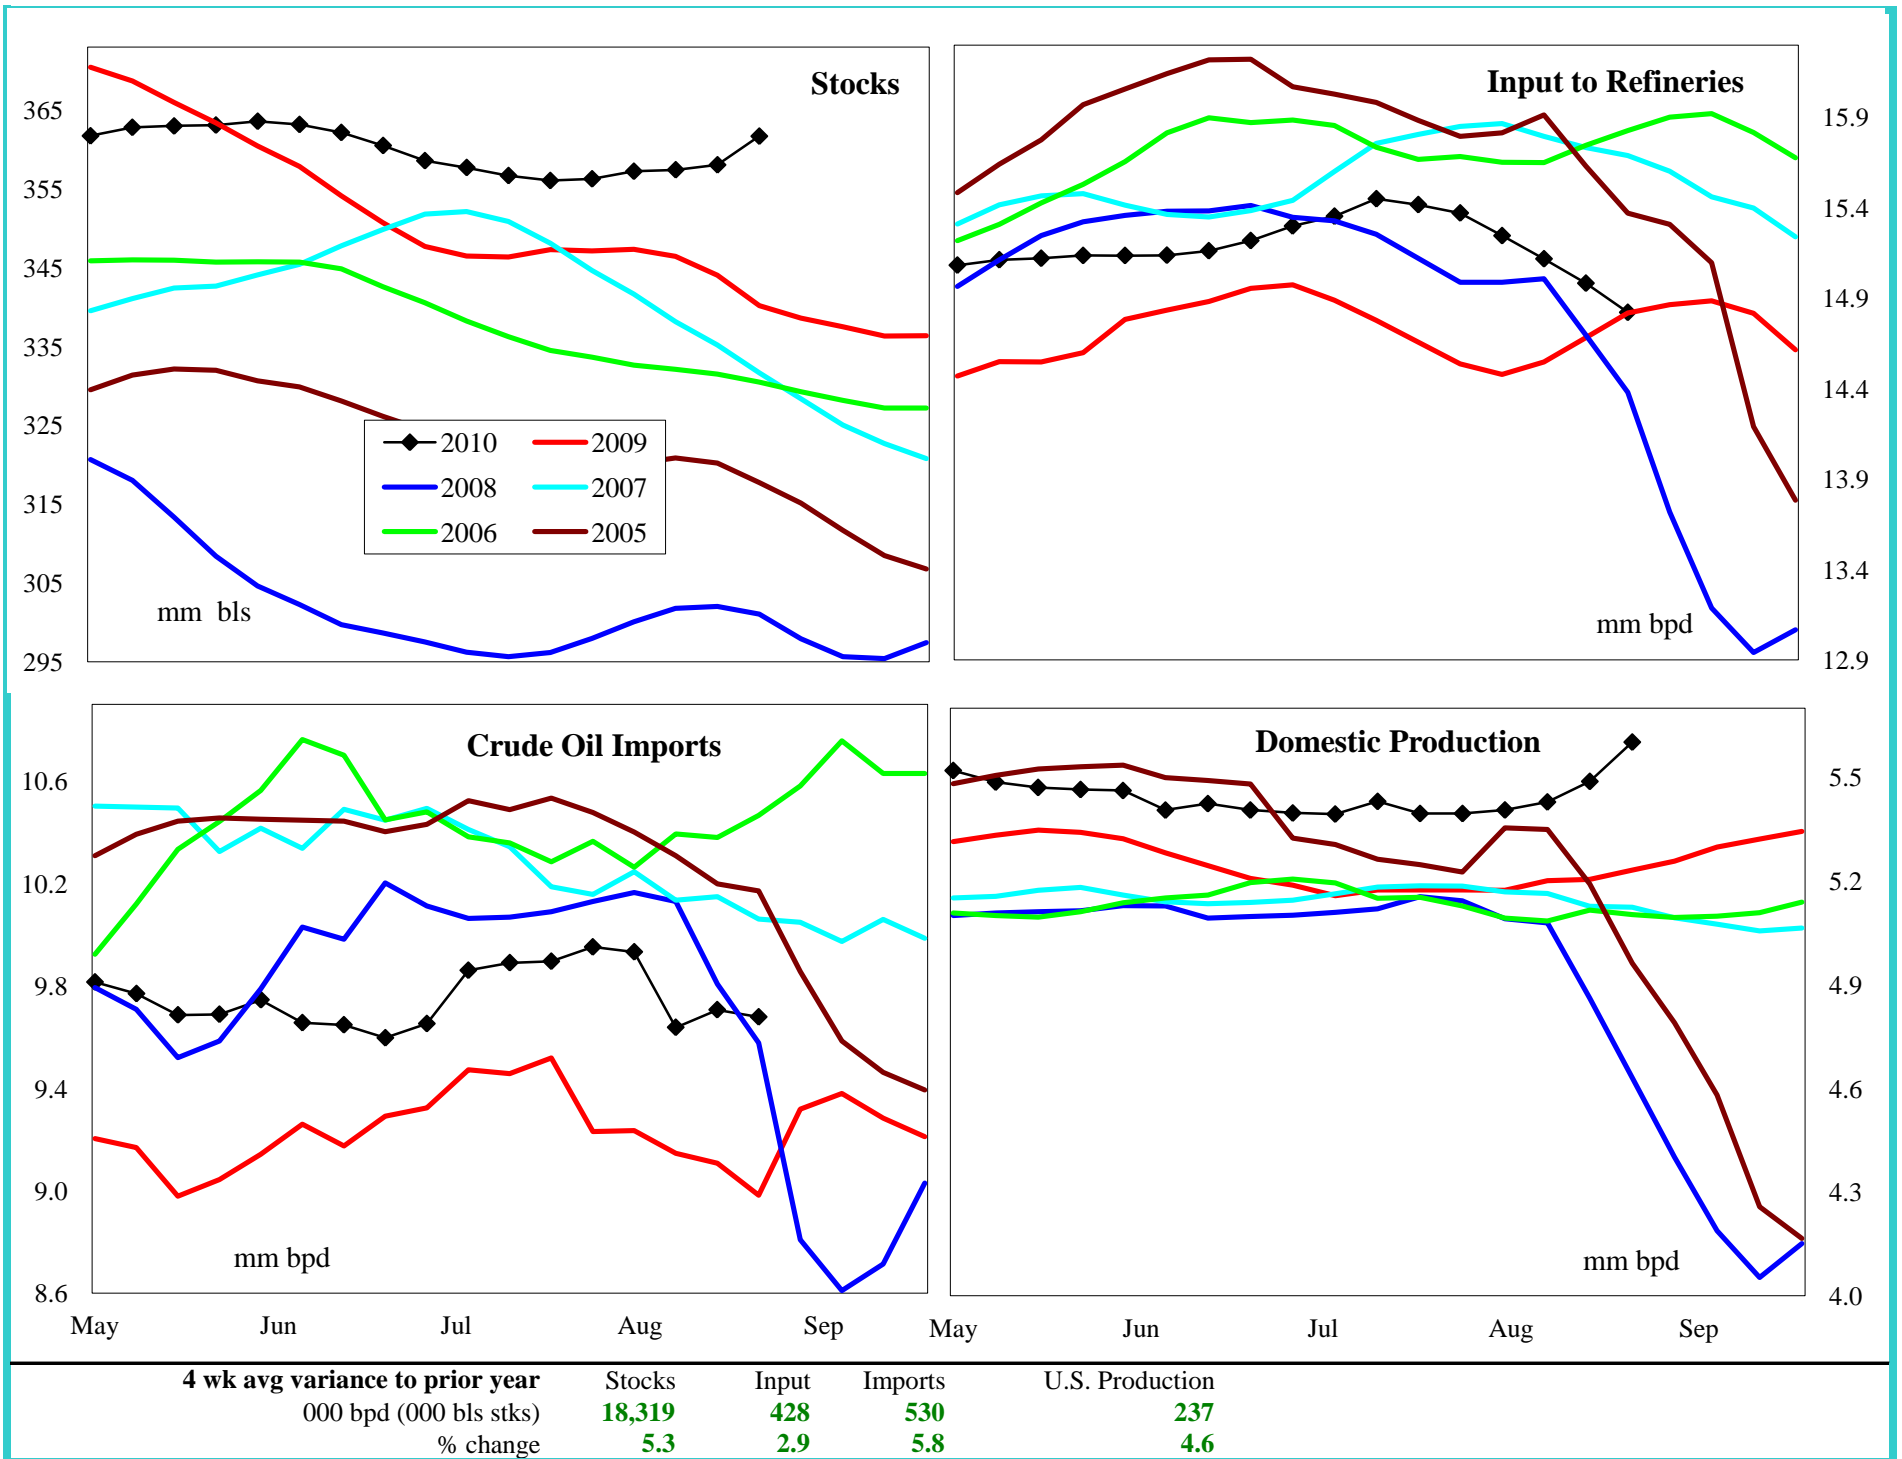 Stocks
365
355
345
335
325
315
305
295
2010
2009
2008
2007
2006
2005
mm bls
Input to Refineries
15.9
15.4
14.9
14.4
13.9
13.4
12.9
mm bpd
Crude Oil Imports
10.6
10.2
9.8
9.4
9.0
8.6
mm bpd
May Jun Jul Aug Sep
Domestic Production
5.5
5.2
4.9
4.6
4.3
4.0
mm bpd
May Jun Jul Aug Sep
4 wk avg variance to prior year Stocks Input Imports U.S. Production
000 bpd (000 bls stks) 18,319 428 530 237
% change 5.3 2.9 5.8 4.6